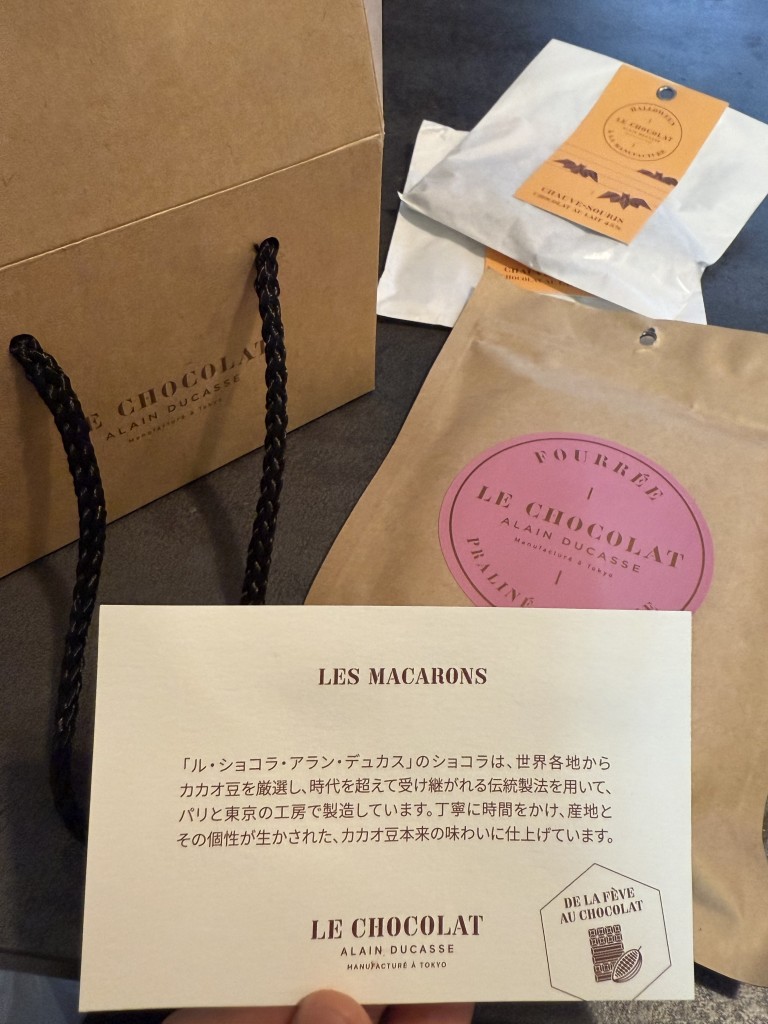 HALLOWEEN
LE CHOCOLAT
À LA MANUFACTURE
CHAUVE-SOURIS
CHOCOLAT AU LAIT 45%
LE CHOCOLAT
ALAIN DUCASSE
Manufacturé à Tokyo
FOURRÉE
LE CHOCOLAT
ALAIN DUCASSE
Manufacturé à Tokyo
PRALINÉ
LES MACARONS
「ル・ショコラ・アラン・デュカス」のショコラは、世界各地から
カカオ豆を厳選し、時代を超えて受け継がれる伝統製法を用いて、
パリと東京の工房で製造しています。丁寧に時間をかけ、産地と
その個性が生かされた、カカオ豆本来の味わいに仕上げています。
LE CHOCOLAT
ALAIN DUCASSE
MANUFACTURÉ À TOKYO
DE LA FÈVE
AU CHOCOLAT